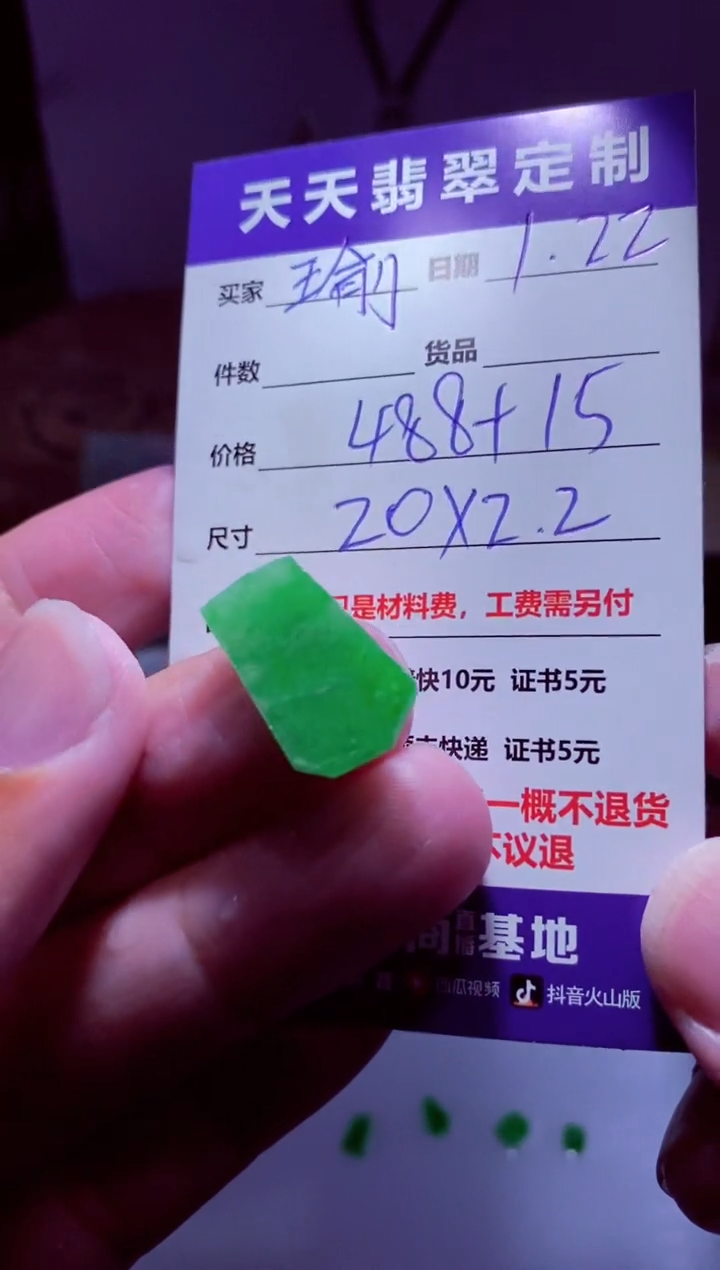 天天翡翠定制
买家 王俞 日期 1.22
件数 货品
价格 488+15
尺寸 20X2.2
是材料费，工费需另付
快10元 证书5元
快递 证书5元
一概不退货
不议退
基地
西瓜视频 抖音火山版